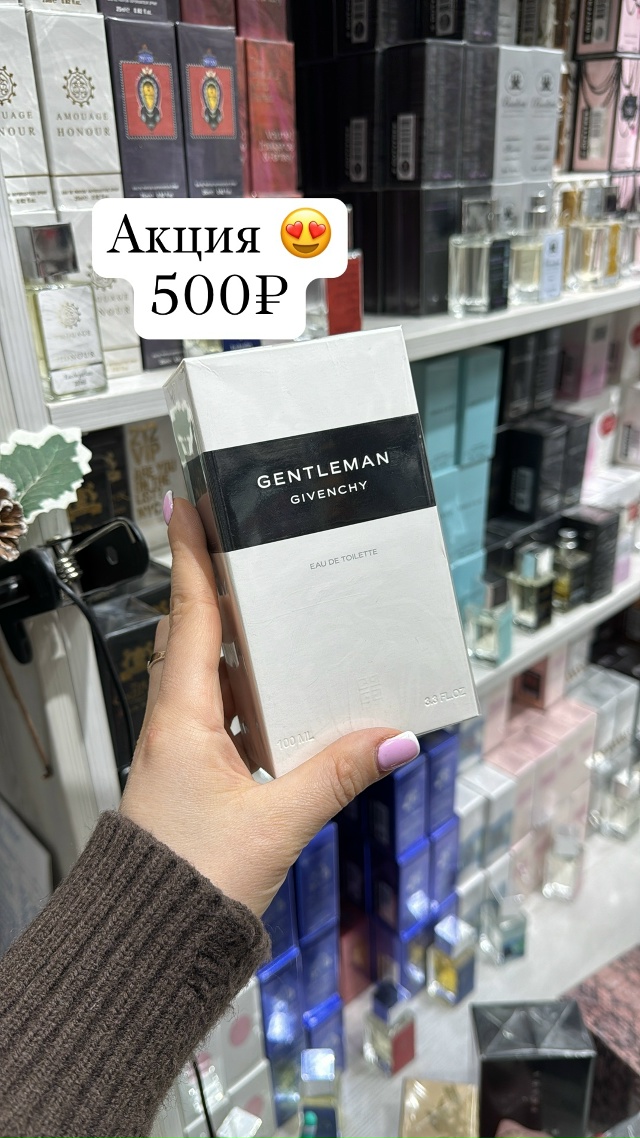 AMOUAGE
HONOUR
Акция 😍
500₽
GENTLEMAN
GIVENCHY
EAU DE TOILETTE
100 ML
3.3 FL.OZ